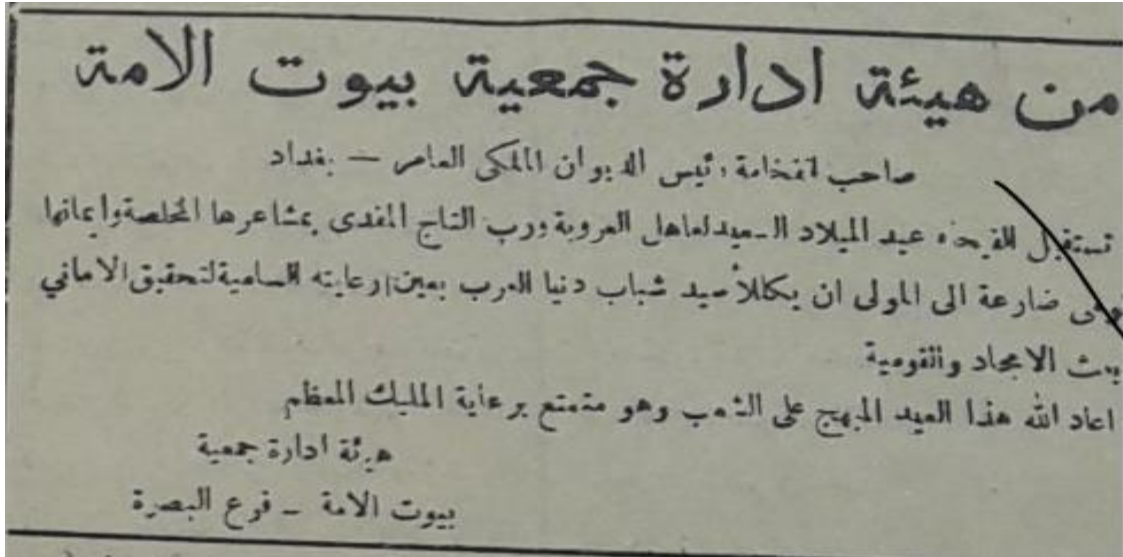 من هيئة ادارة جمعية بيوت الامة
صاحب الفخامة رئيس الديوان الملكي العامر — بغداد
تستقبل الفيحاء عيد الميلاد السعيد لعاهل العروبة ورب التاج المفدى بمشاعرها المخلصة وايمانها
ضارعة الى المولى ان يكلأ سيد شباب دنيا العرب بعين رعايته السامية لتحقيق الاماني
الامجاد والقومية
اعاد الله هذا العيد المبهج على الشعب وهو متمتع برعاية المليك المعظم
هيئة ادارة جمعية
بيوت الامة - فرع البصرة